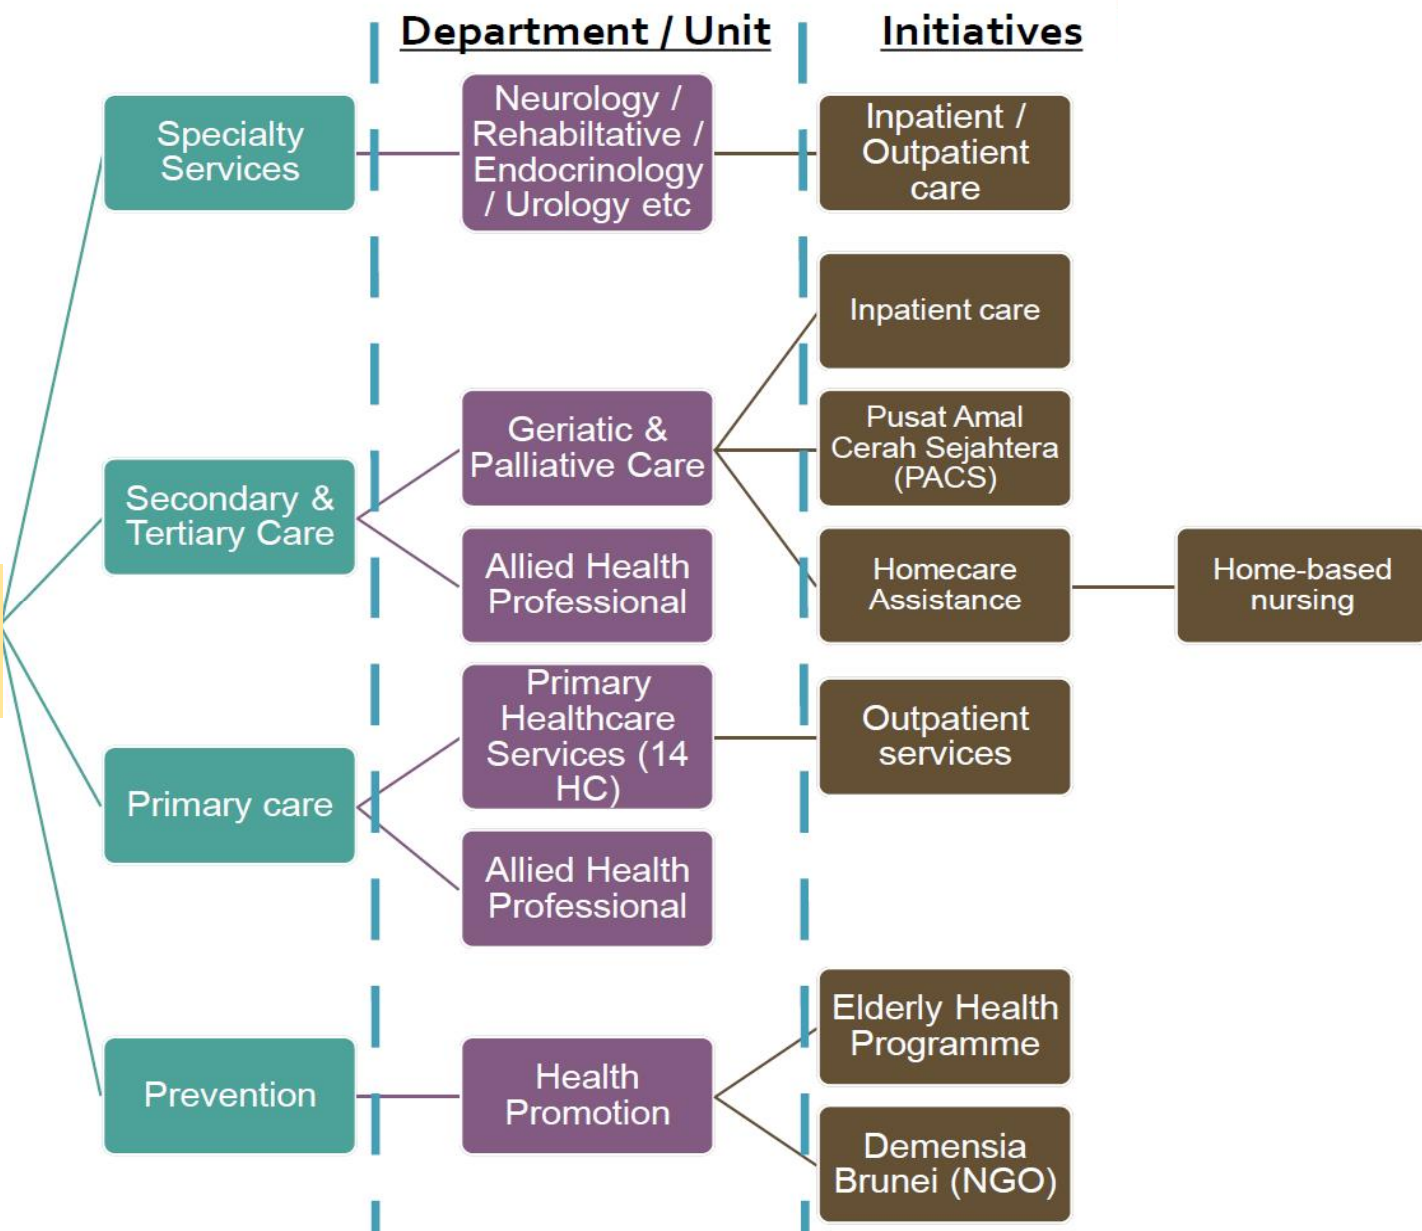 Department / Unit
Initiatives
Specialty
Services
Neurology /
Rehabiltative /
Endocrinology
/ Urology etc
Inpatient /
Outpatient
care
Secondary &
Tertiary Care
Geriatic &
Palliative Care
Inpatient care
Pusat Amal
Cerah Sejahtera
(PACS)
Homecare
Assistance
Home-based
nursing
Allied Health
Professional
Primary care
Primary
Healthcare
Services (14
HC)
Outpatient
services
Allied Health
Professional
Prevention
Health
Promotion
Elderly Health
Programme
Demensia
Brunei (NGO)